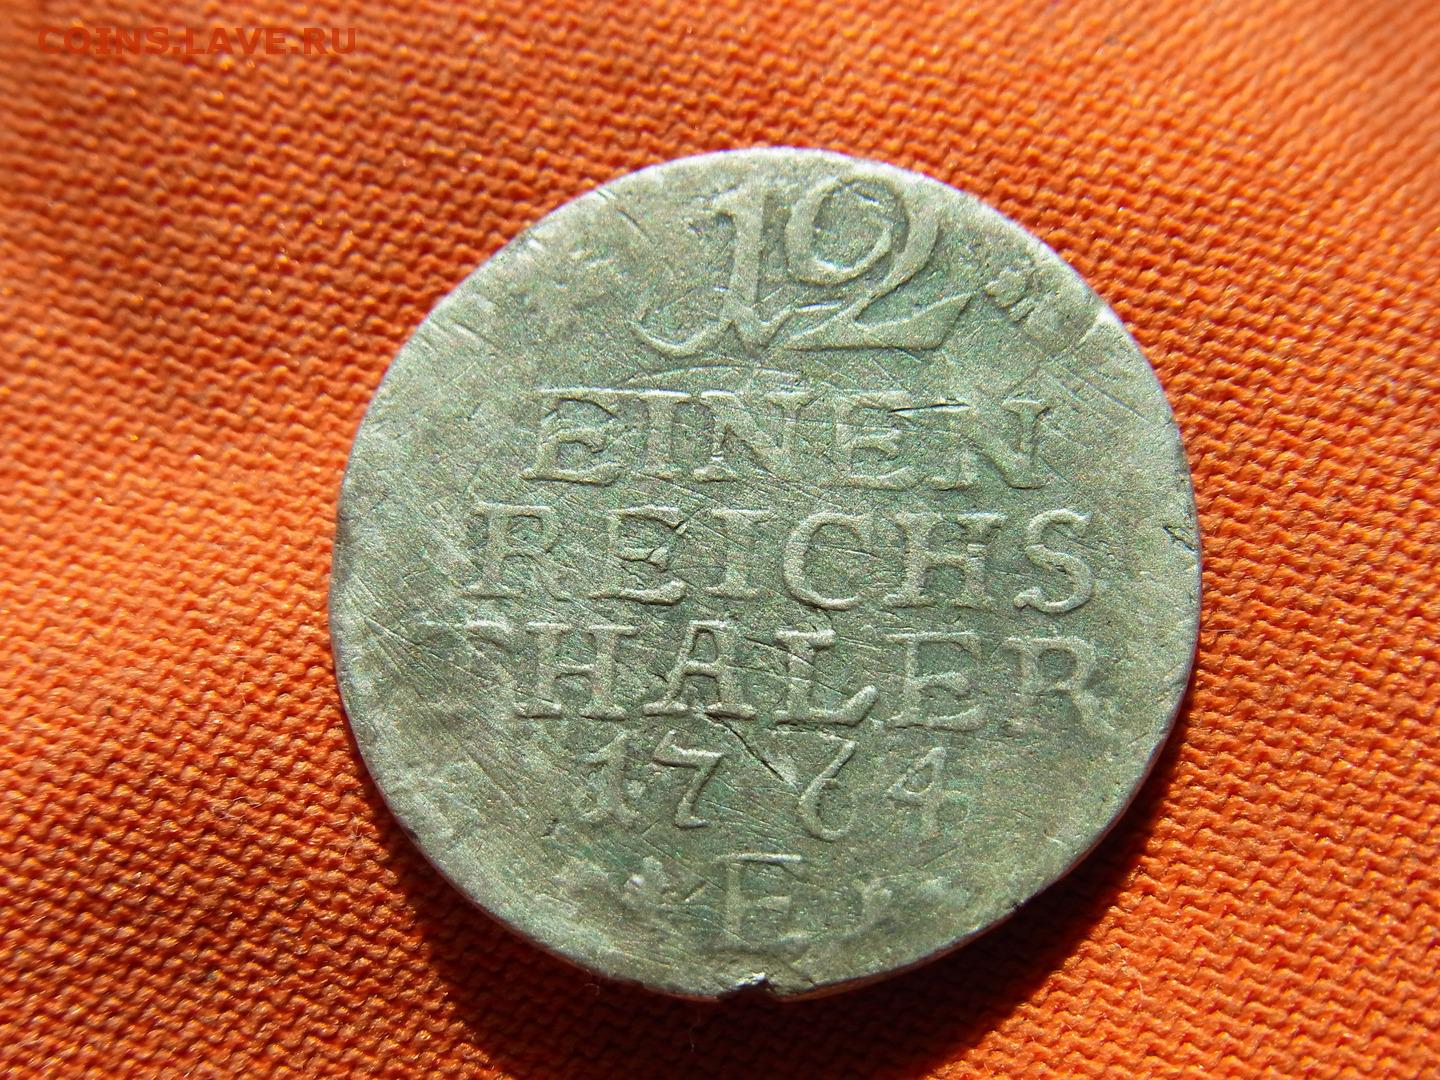 COINS.LAVE.RU
12
EINEN
REICHS
THALER
1764
E